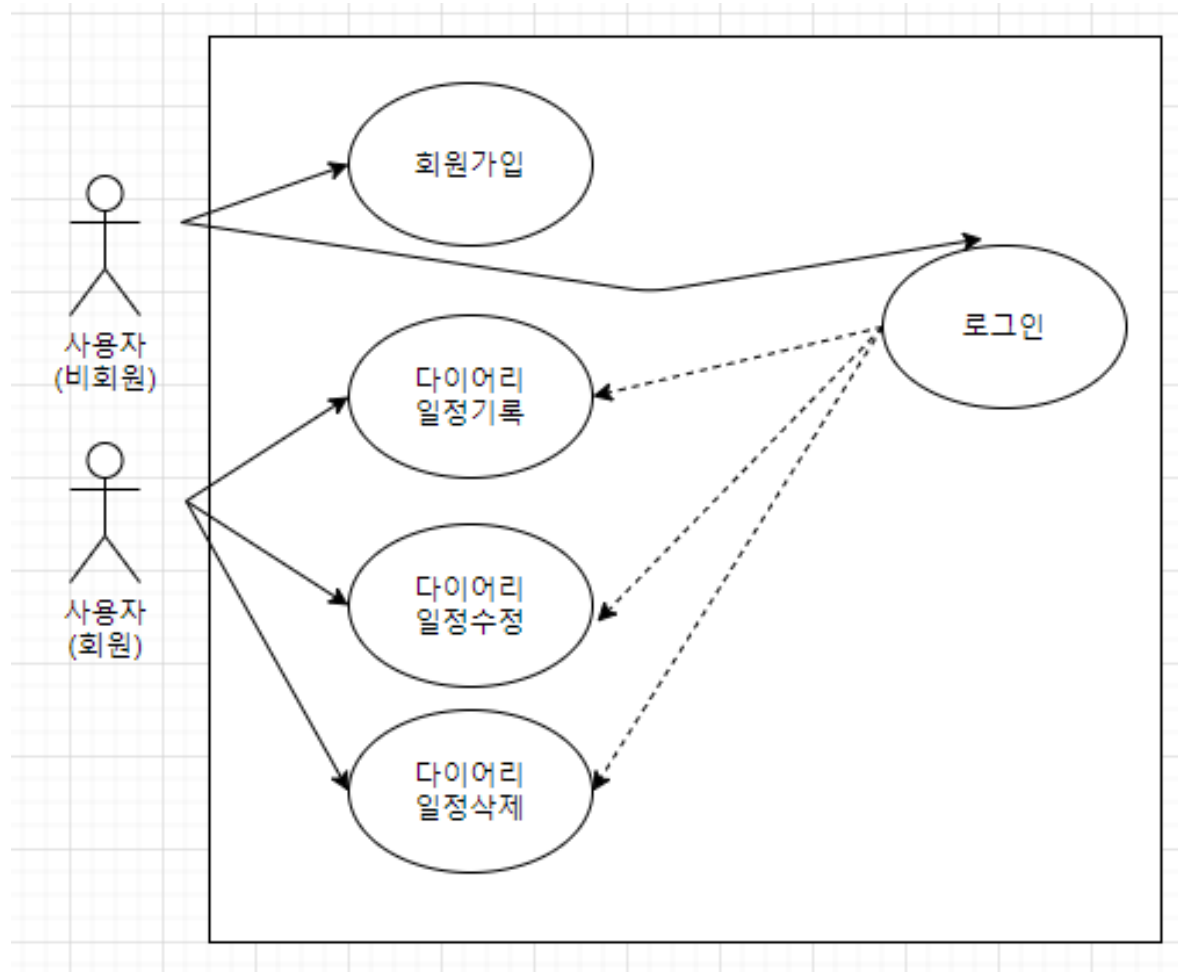 회원가입
사용자
(비회원)
로그인
다이어리
일정기록
사용자
(회원)
다이어리
일정수정
다이어리
일정삭제